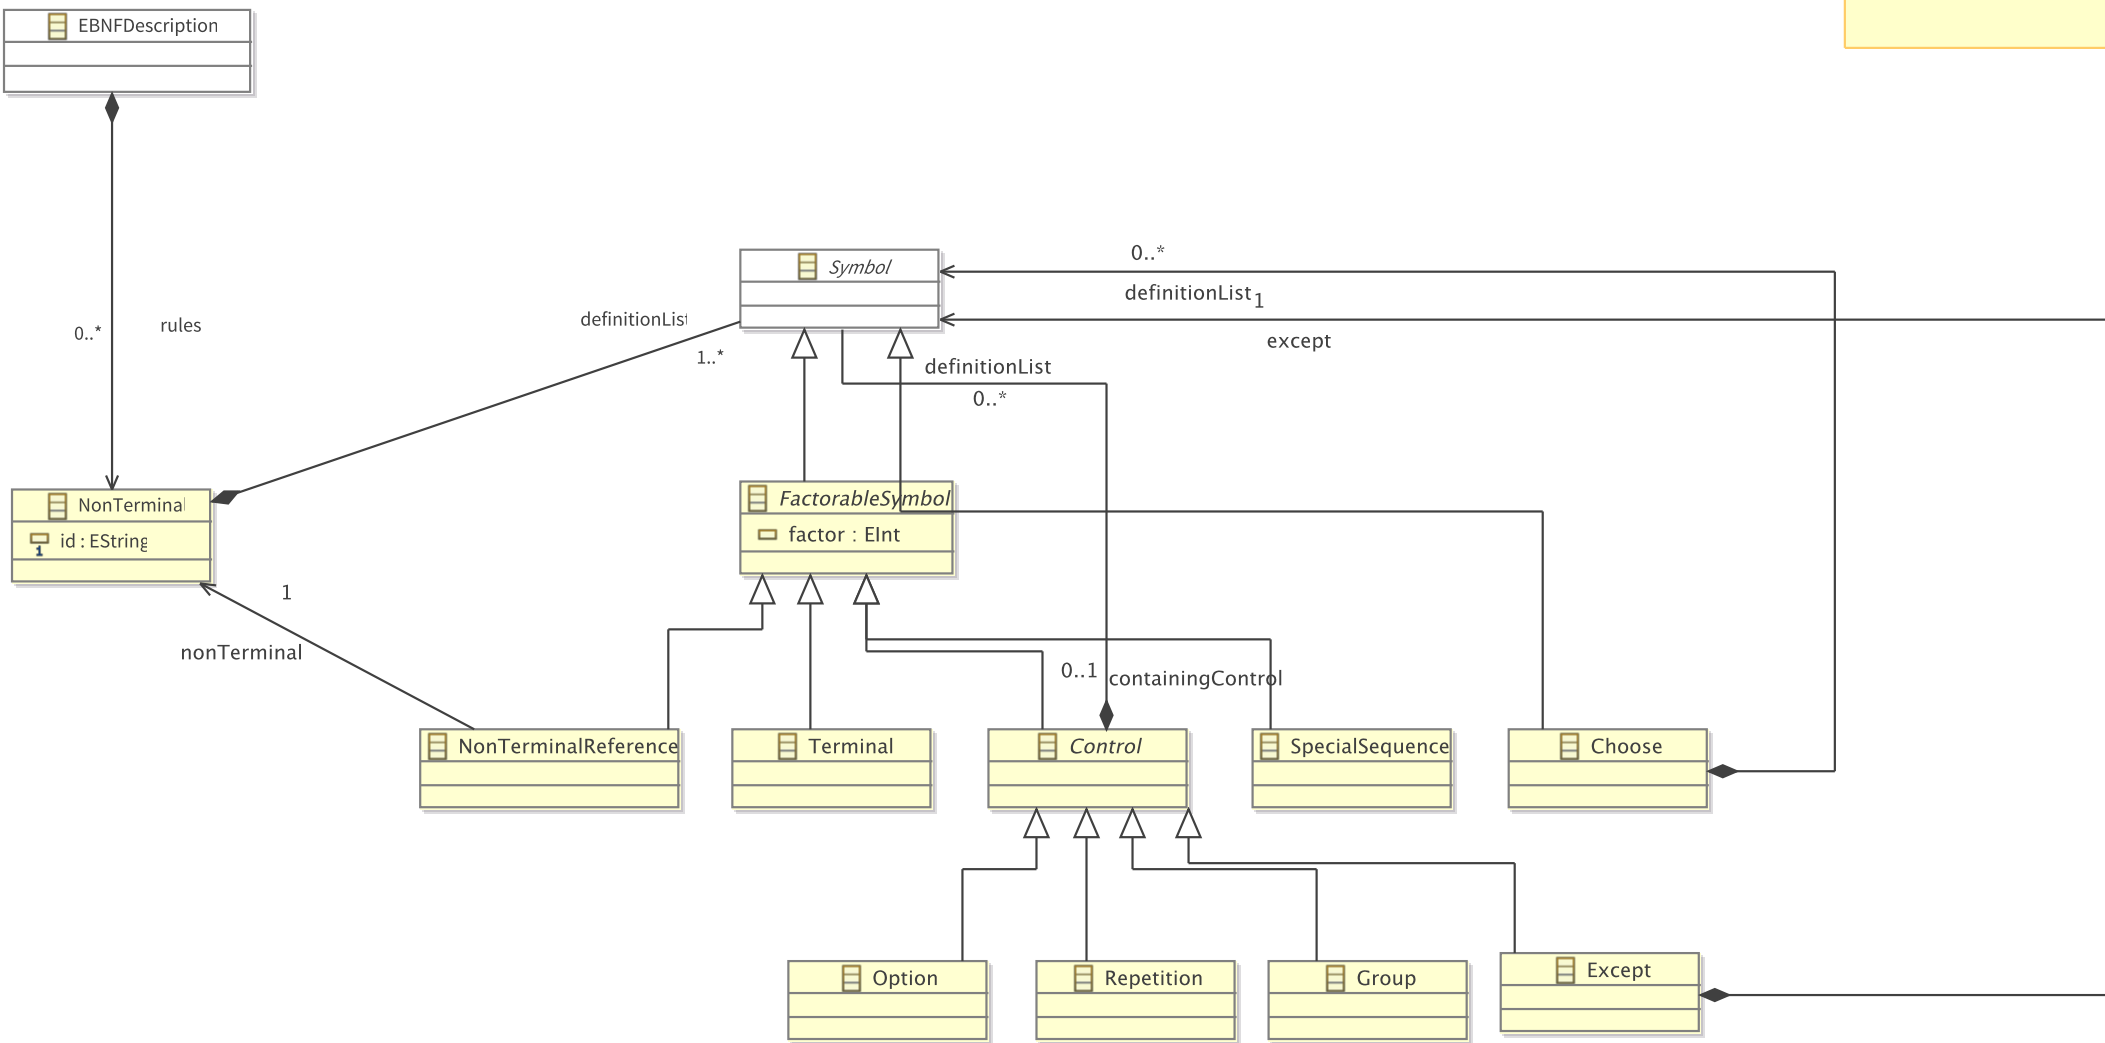 EBNFDescription
0..*
rules
Symbol
0..*
definitionList
1
except
definitionList
1..*
definitionList
0..*
NonTerminal
id : EString
FactorableSymbol
factor : EInt
1
nonTerminal
0..1
containingControl
NonTerminalReference
Terminal
Control
SpecialSequence
Choose
Option
Repetition
Group
Except